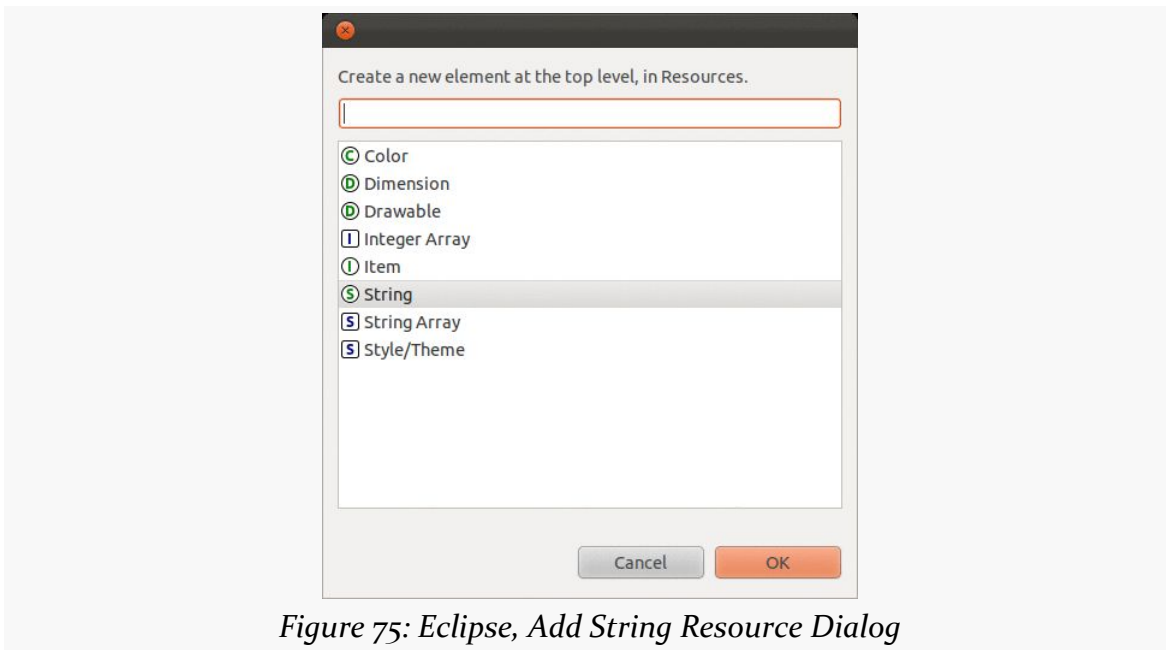 Create a new element at the top level, in Resources.
C Color
D Dimension
D Drawable
I Integer Array
I Item
S String
S String Array
S Style/Theme
Cancel OK
Figure 75: Eclipse, Add String Resource Dialog